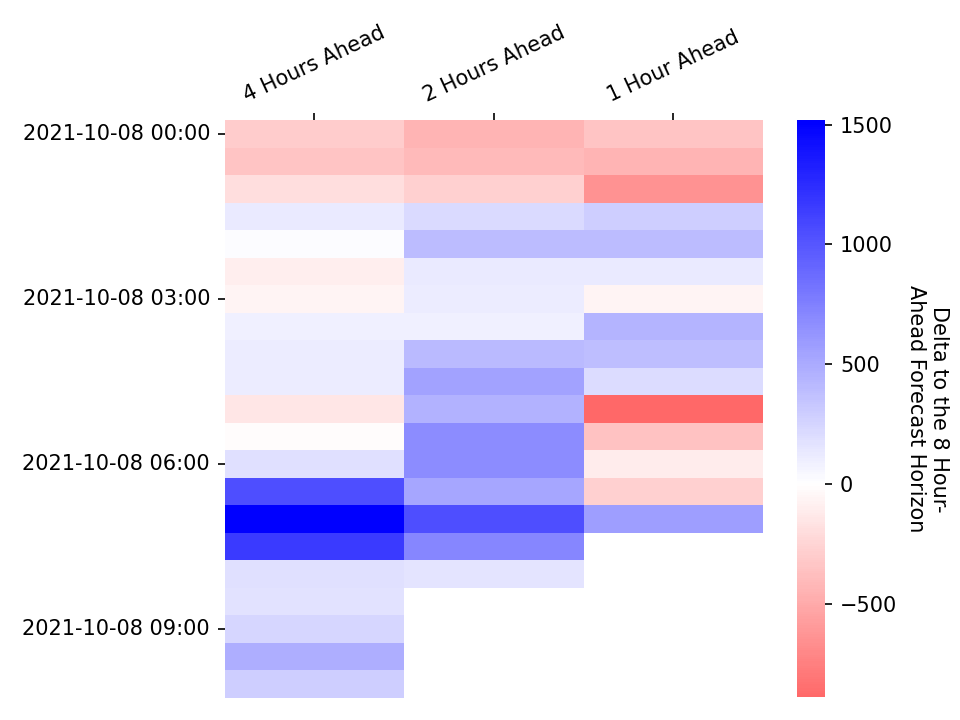 4 Hours Ahead
2 Hours Ahead
1 Hour Ahead
2021-10-08 00:00
2021-10-08 03:00
2021-10-08 06:00
2021-10-08 09:00
1500
1000
500
0
−500
Delta to the 8 Hour-
Ahead Forecast Horizon